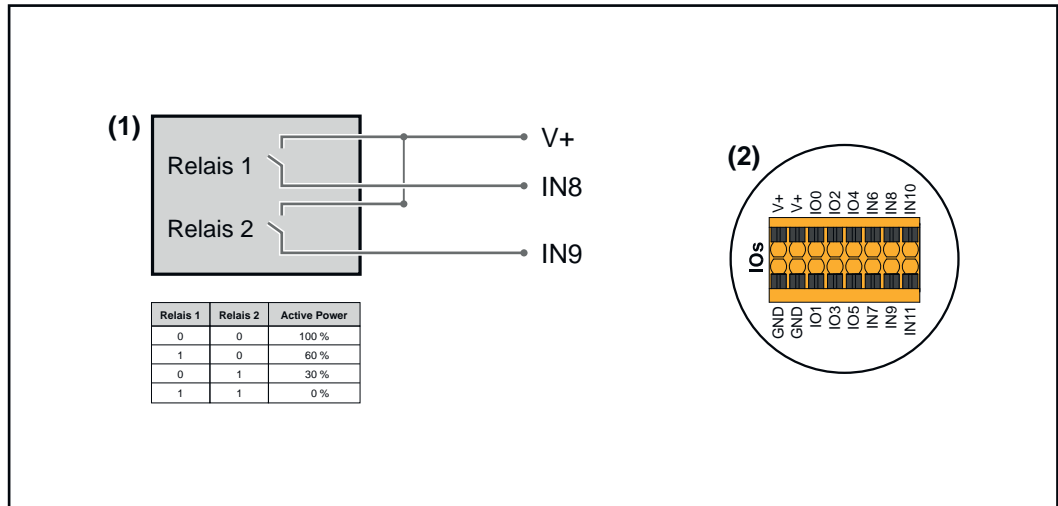 (1)
Relais 1
Relais 2
V+
IN8
IN9
Relais 1 Relais 2 Active Power
0 0 100 %
1 0 60 %
0 1 30 %
1 1 0 %
(2)
V+ V+ IO0 IO2 IO4 IN6 IN8 IN10
IOs
GND GND IO1 IO3 IO5 IN7 IN9 IN11